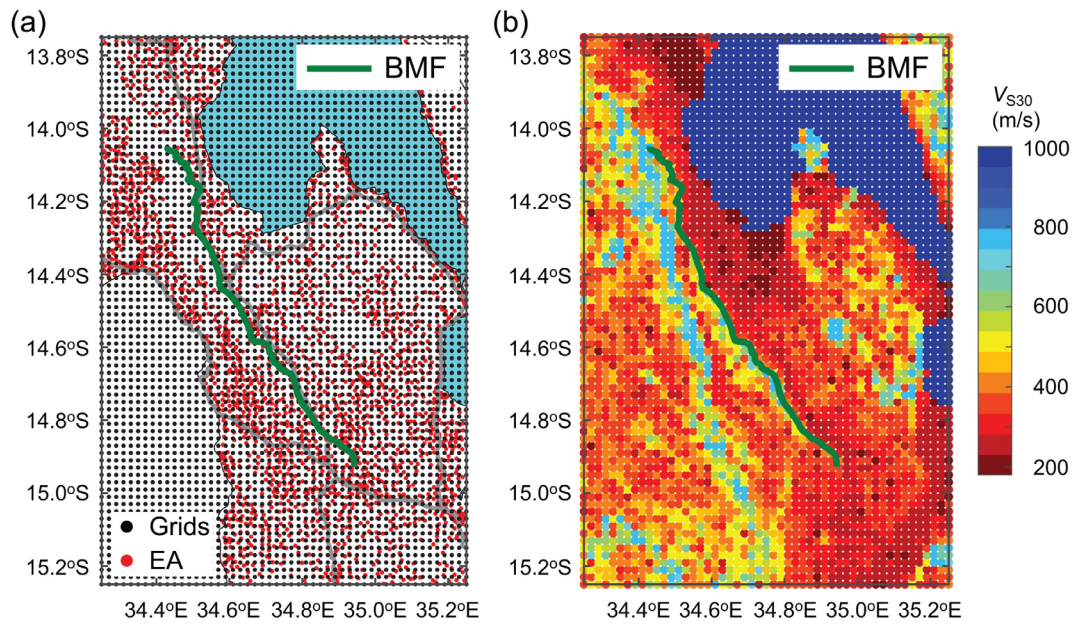 (a)
BMF
13.8°S
14.0°S
14.2°S
14.4°S
14.6°S
14.8°S
15.0°S
15.2°S
Grids
EA
34.4°E 34.6°E 34.8°E 35.0°E 35.2°E
(b)
BMF
13.8°S
14.0°S
14.2°S
14.4°S
14.6°S
14.8°S
15.0°S
15.2°S
34.4°E 34.6°E 34.8°E 35.0°E 35.2°E
VS30
(m/s)
1000
800
600
400
200